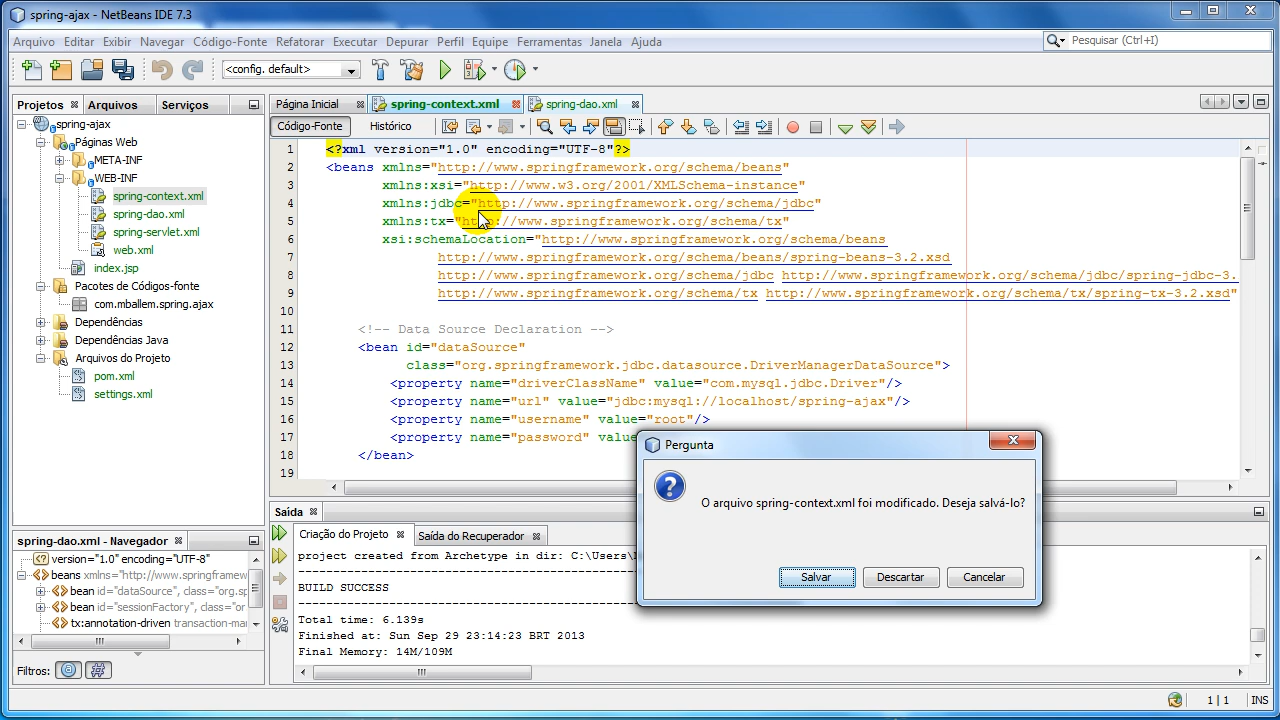 spring-ajax - NetBeans IDE 7.3
Arquivo Editar Exibir Navegar Código-Fonte Refatorar Executar Depurar Perfil Equipe Ferramentas Janela Ajuda
Pesquisar (Ctrl+I)
<config. default>
Projetos Arquivos Serviços
spring-ajax
Páginas Web
META-INF
WEB-INF
spring-context.xml
spring-dao.xml
spring-servlet.xml
web.xml
index.jsp
Pacotes de Códigos-fonte
com.mballem.spring.ajax
Dependências
Dependências Java
Arquivos do Projeto
pom.xml
settings.xml
Página Inicial spring-context.xml spring-dao.xml
Código-Fonte Histórico
1 <?xml version="1.0" encoding="UTF-8"?>
2 <beans xmlns="http://www.springframework.org/schema/beans"
3 xmlns:xsi="http://www.w3.org/2001/XMLSchema-instance"
4 xmlns:jdbc="http://www.springframework.org/schema/jdbc"
5 xmlns:tx="http://www.springframework.org/schema/tx"
6 xsi:schemaLocation="http://www.springframework.org/schema/beans
7 http://www.springframework.org/schema/beans/spring-beans-3.2.xsd
8 http://www.springframework.org/schema/jdbc http://www.springframework.org/schema/jdbc/spring-jdbc-3.
9 http://www.springframework.org/schema/tx http://www.springframework.org/schema/tx/spring-tx-3.2.xsd"
10
11 <!-- Data Source Declaration -->
12 <bean id="dataSource"
13 class="org.springframework.jdbc.datasource.DriverManagerDataSource">
14 <property name="driverClassName" value="com.mysql.jdbc.Driver"/>
15 <property name="url" value="jdbc:mysql://localhost/spring-ajax"/>
16 <property name="username" value="root"/>
17 <property name="password" valu
18 </bean>
19
Pergunta
O arquivo spring-context.xml foi modificado. Deseja salvá-lo?
Salvar Descartar Cancelar
spring-dao.xml - Navegador
version="1.0" encoding="UTF-8"
beans xmlns="http://www.springframew
bean id="dataSource", class="org.sp
bean id="sessionFactory", class="or
tx:annotation-driven transaction-ma
Filtros:
Saída
Criação do Projeto Saída do Recuperador
project created from Archetype in dir: C:\Users\
------------------------------------------------------------------------
BUILD SUCCESS
------------------------------------------------------------------------
Total time: 6.139s
Finished at: Sun Sep 29 23:14:23 BRT 2013
Final Memory: 14M/109M
1 | 1 INS